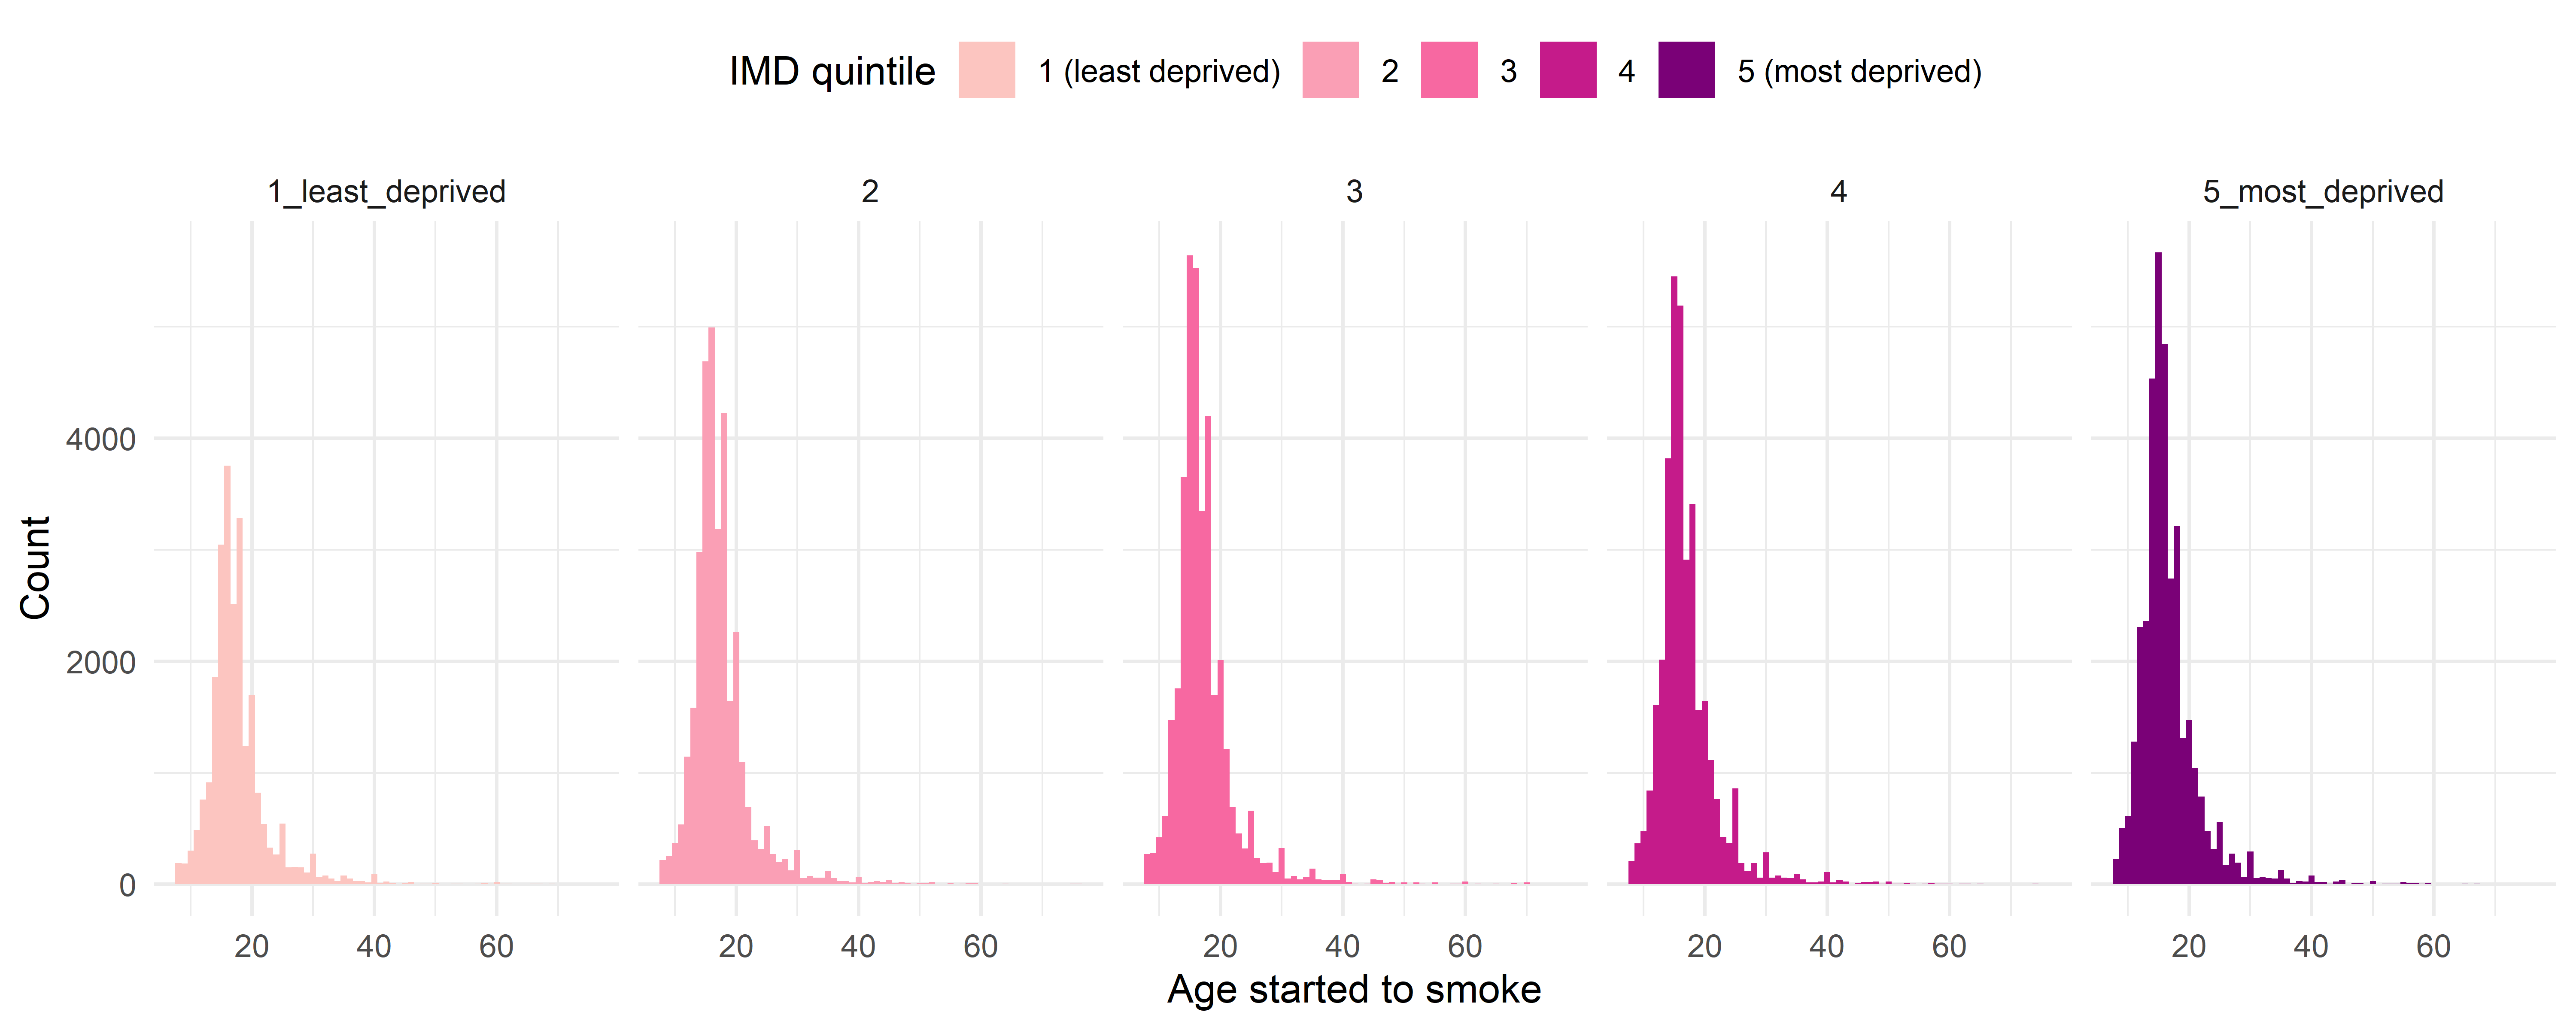 IMD quintile 1 (least deprived) 2 3 4 5 (most deprived)
1_least_deprived 2 3 4 5_most_deprived
Count
4000
2000
0
20 40 60 20 40 60 20 40 60 20 40 60 20 40 60
Age started to smoke